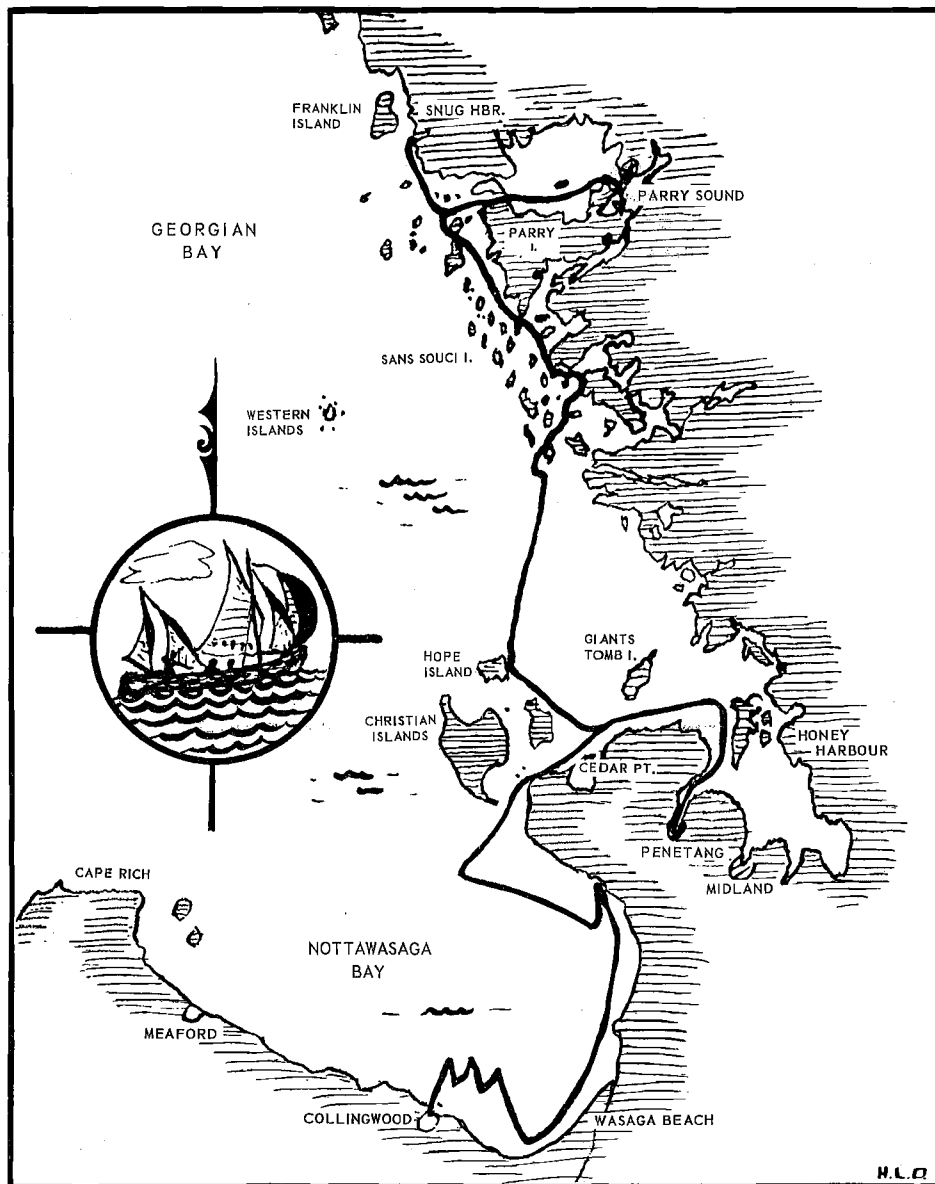 FRANKLIN
ISLAND
SNUG HBR.
PARRY SOUND
GEORGIAN
BAY
PARRY
I.
SANS SOUCI I.
WESTERN
ISLANDS
GIANTS
TOMB I.
HOPE
ISLAND
CHRISTIAN
ISLANDS
HONEY
HARBOUR
CEDAR PT.
PENETANG
MIDLAND
CAPE RICH
NOTTAWASAGA
BAY
MEAFORD
COLLINGWOOD
WASAGA BEACH
H.L.O.